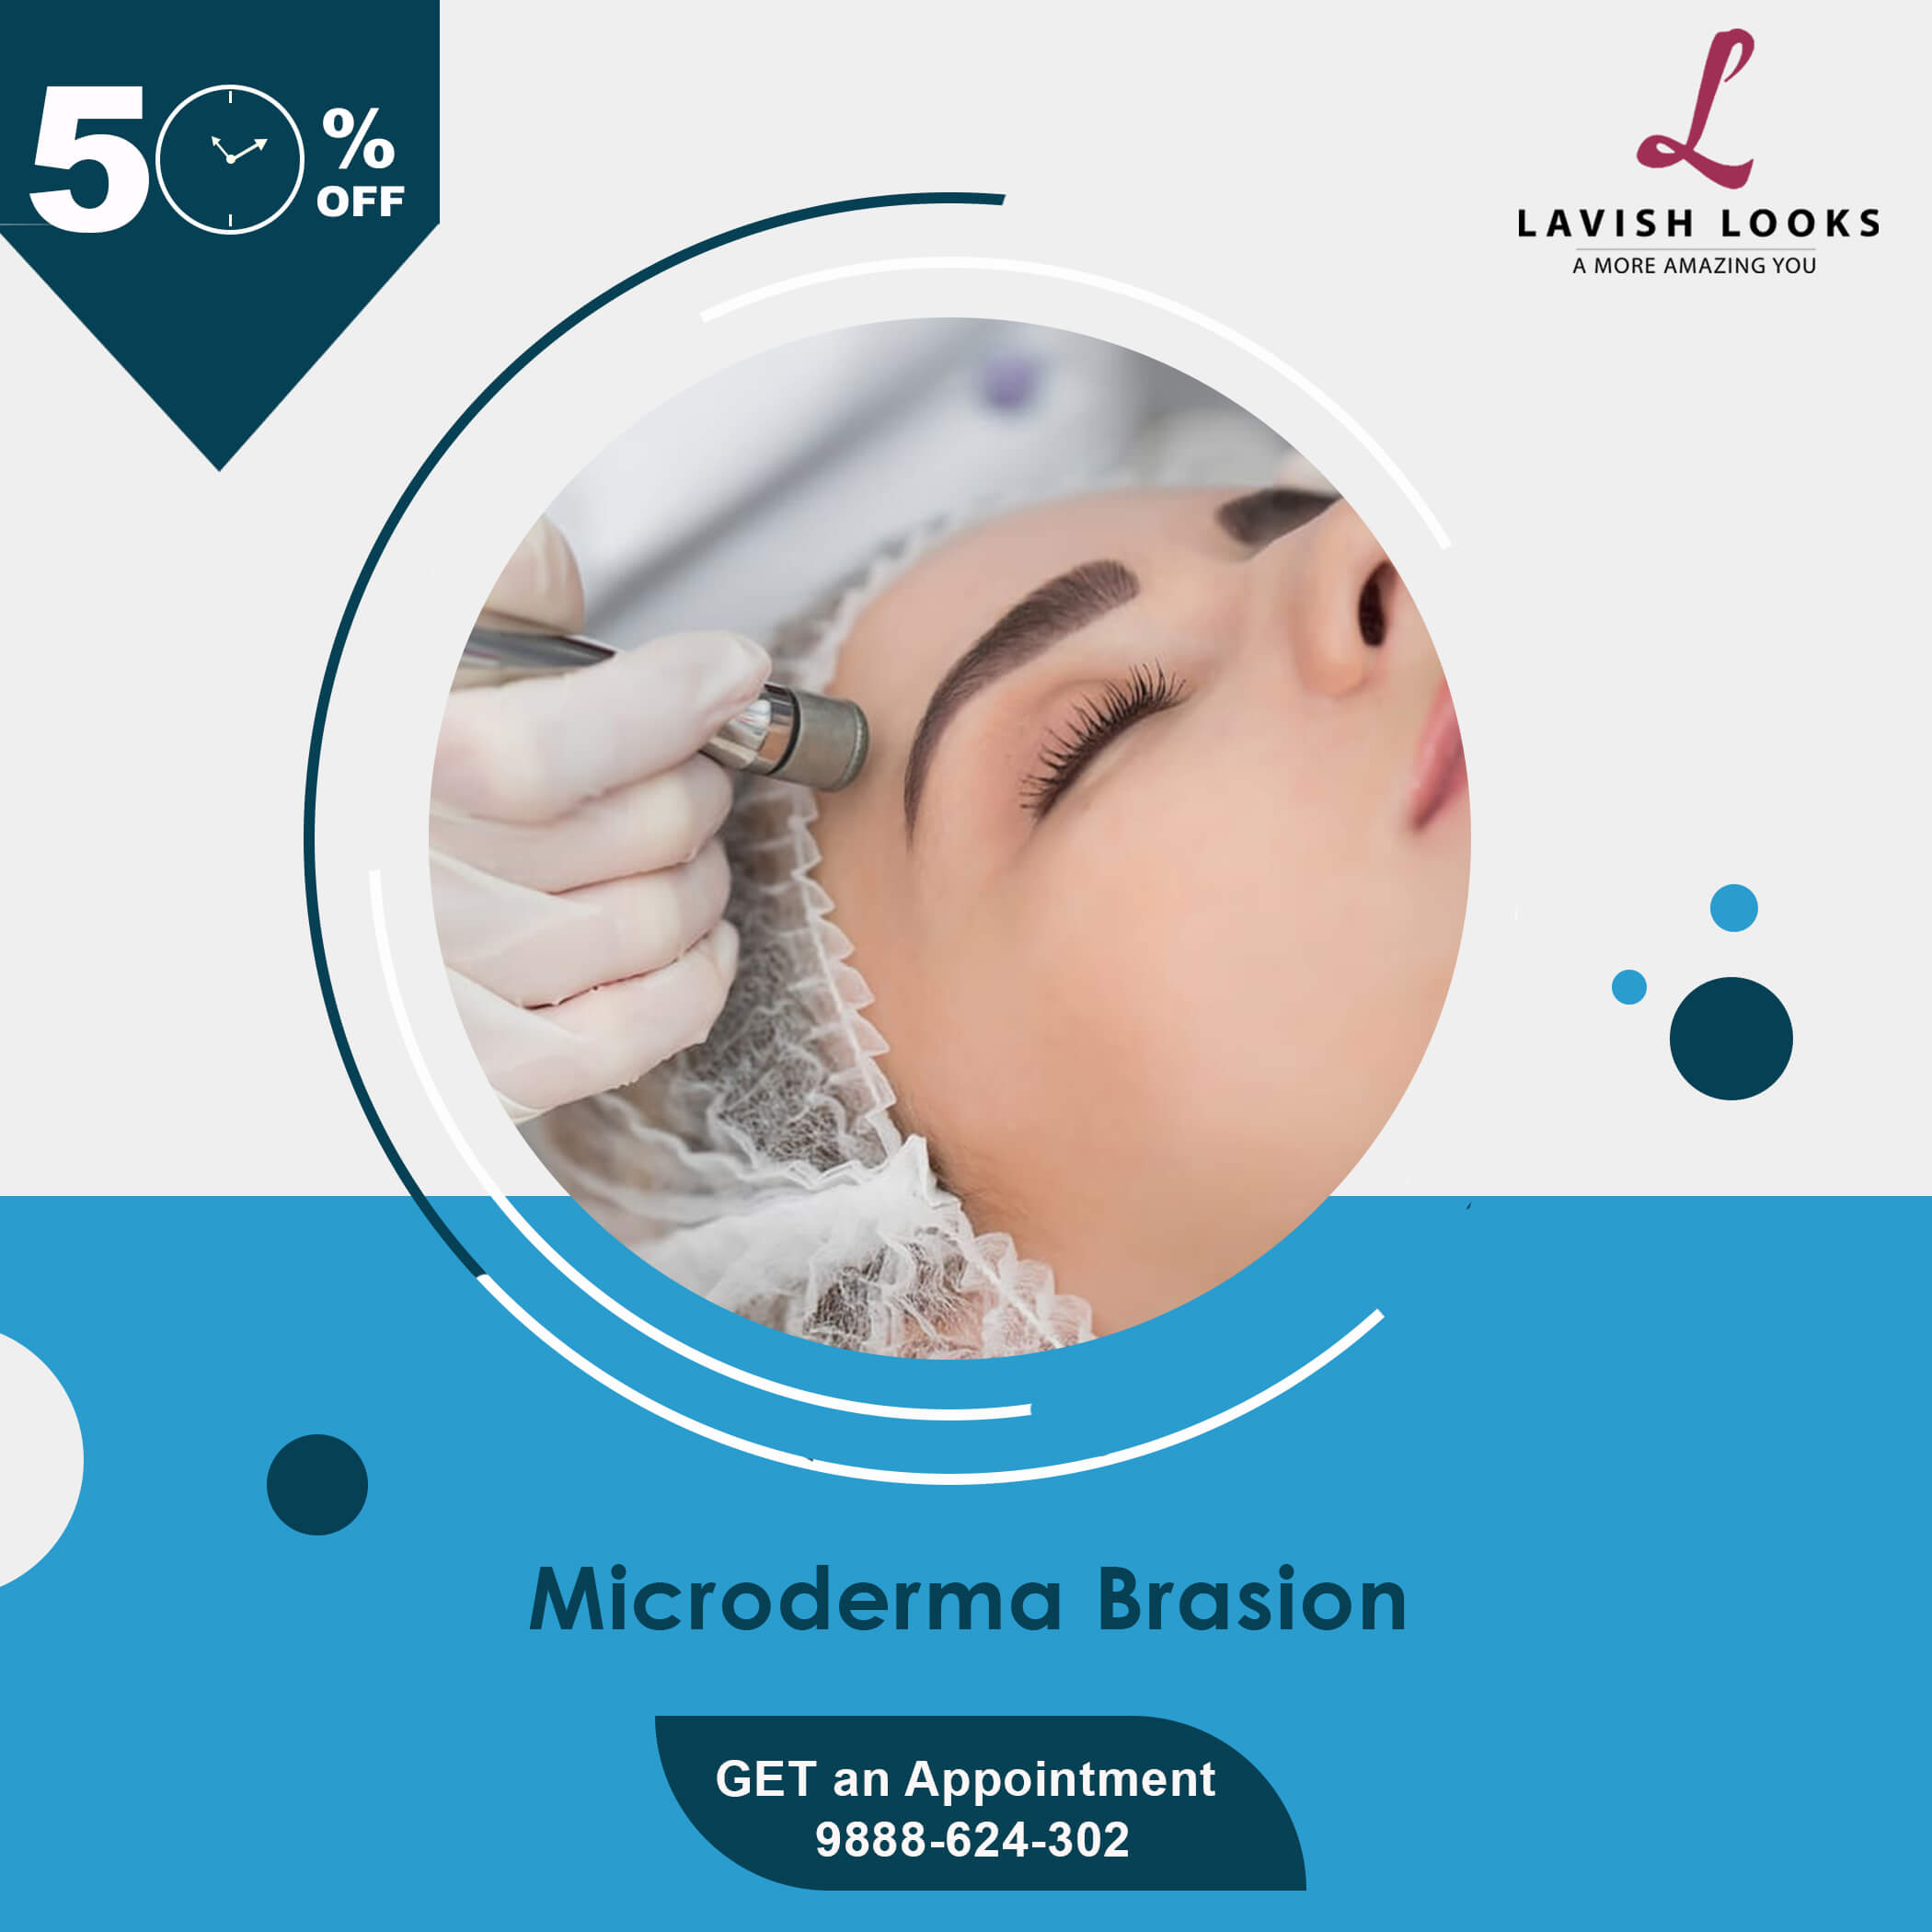 50% OFF
L
LAVISH LOOKS
A MORE AMAZING YOU
Microderma Brasion
GET an Appointment
9888-624-302